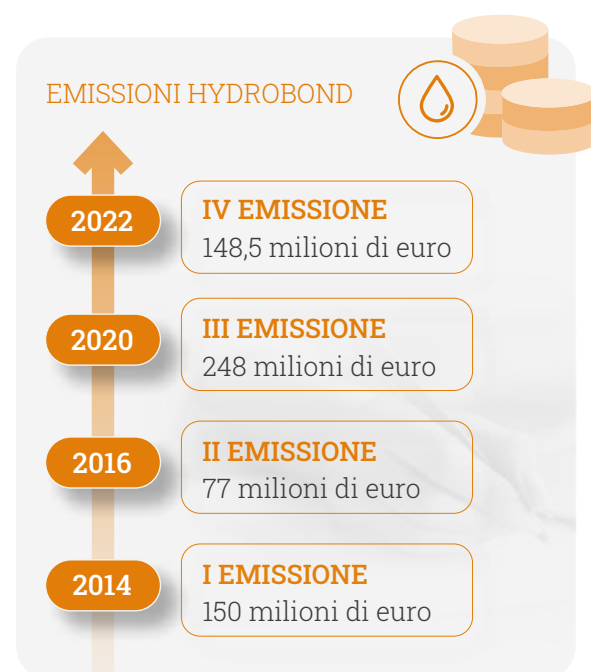 EMISSIONI HYDROBOND
2022
IV EMISSIONE
148,5 milioni di euro
2020
III EMISSIONE
248 milioni di euro
2016
II EMISSIONE
77 milioni di euro
2014
I EMISSIONE
150 milioni di euro